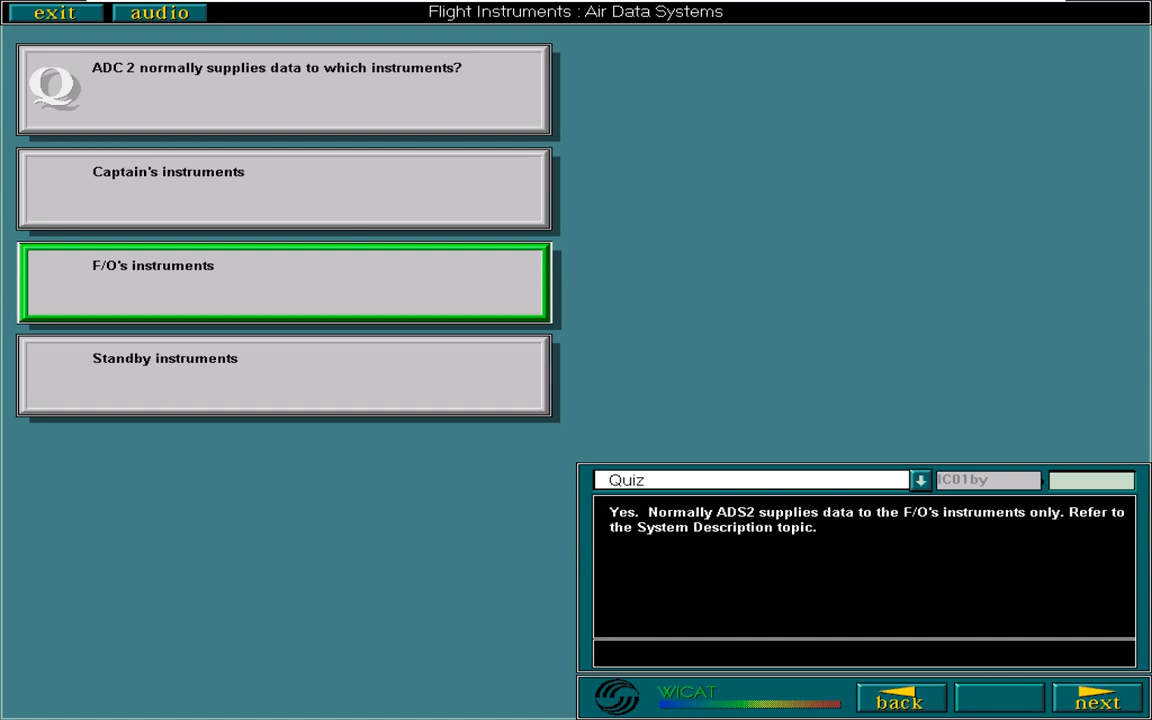 exit
audio
Flight Instruments : Air Data Systems
Q
ADC 2 normally supplies data to which instruments?
Captain's instruments
F/O's instruments
Standby instruments
Quiz
IC01by
Yes. Normally ADS2 supplies data to the F/O's instruments only. Refer to
the System Description topic.
WICAT
back
next